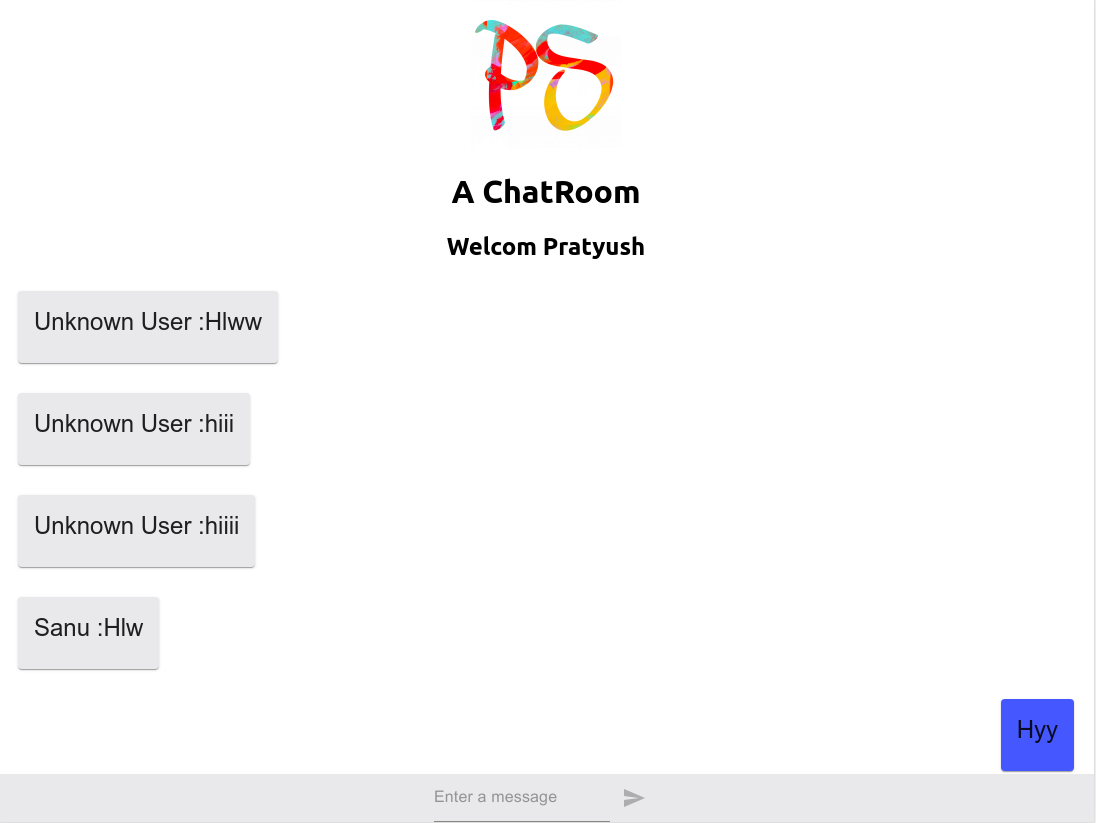 PS
A ChatRoom
Welcom Pratyush
Unknown User :Hlww
Unknown User :hiii
Unknown User :hiiii
Sanu :Hlw
Hyy
Enter a message